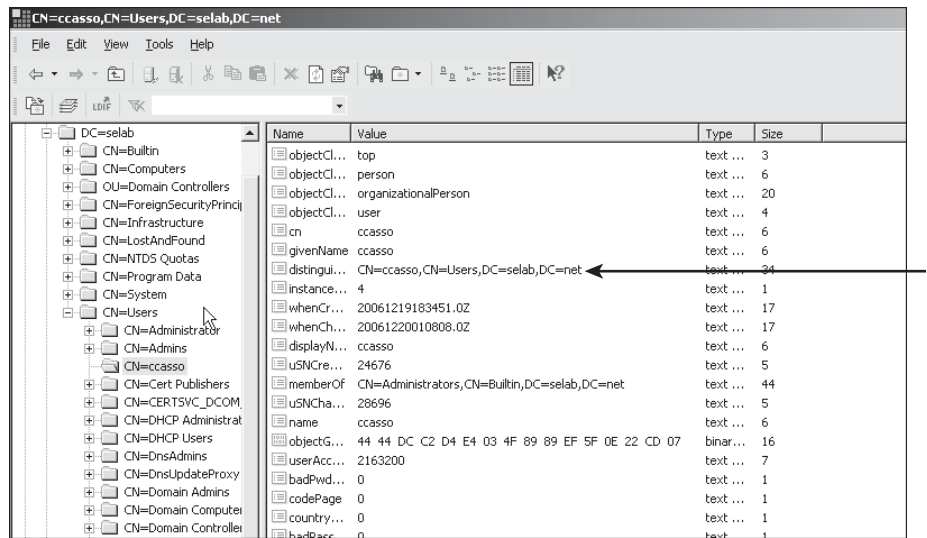 CN=ccasso,CN=Users,DC=selab,DC=net
File Edit View Tools Help
LDIF
DC=selab
CN=Builtin
CN=Computers
OU=Domain Controllers
CN=ForeignSecurityPrincip
CN=Infrastructure
CN=LostAndFound
CN=NTDS Quotas
CN=Program Data
CN=System
CN=Users
CN=Administrator
CN=Admins
CN=ccasso
CN=Cert Publishers
CN=CERTSVC_DCOM_
CN=DHCP Administrat
CN=DHCP Users
CN=DnsAdmins
CN=DnsUpdateProxy
CN=Domain Admins
CN=Domain Computer
CN=Domain Controller
Name Value Type Size
objectCl... top text ... 3
objectCl... person text ... 6
objectCl... organizationalPerson text ... 20
objectCl... user text ... 4
cn ccasso text ... 6
givenName ccasso text ... 6
distingui... CN=ccasso,CN=Users,DC=selab,DC=net text ... 34
instance... 4 text ... 1
whenCr... 20061219183451.0Z text ... 17
whenCh... 20061220010808.0Z text ... 17
displayN... ccasso text ... 6
uSNCre... 24676 text ... 5
memberOf CN=Administrators,CN=Builtin,DC=selab,DC=net text ... 44
uSNCha... 28696 text ... 5
name ccasso text ... 6
objectG... 44 44 DC C2 D4 E4 03 4F 89 89 EF 5F 0E 22 CD 07 binar... 16
userAcc... 2163200 text ... 7
badPwd... 0 text ... 1
codePage 0 text ... 1
country... 0 text ... 1
badPass... 0 text ... 1